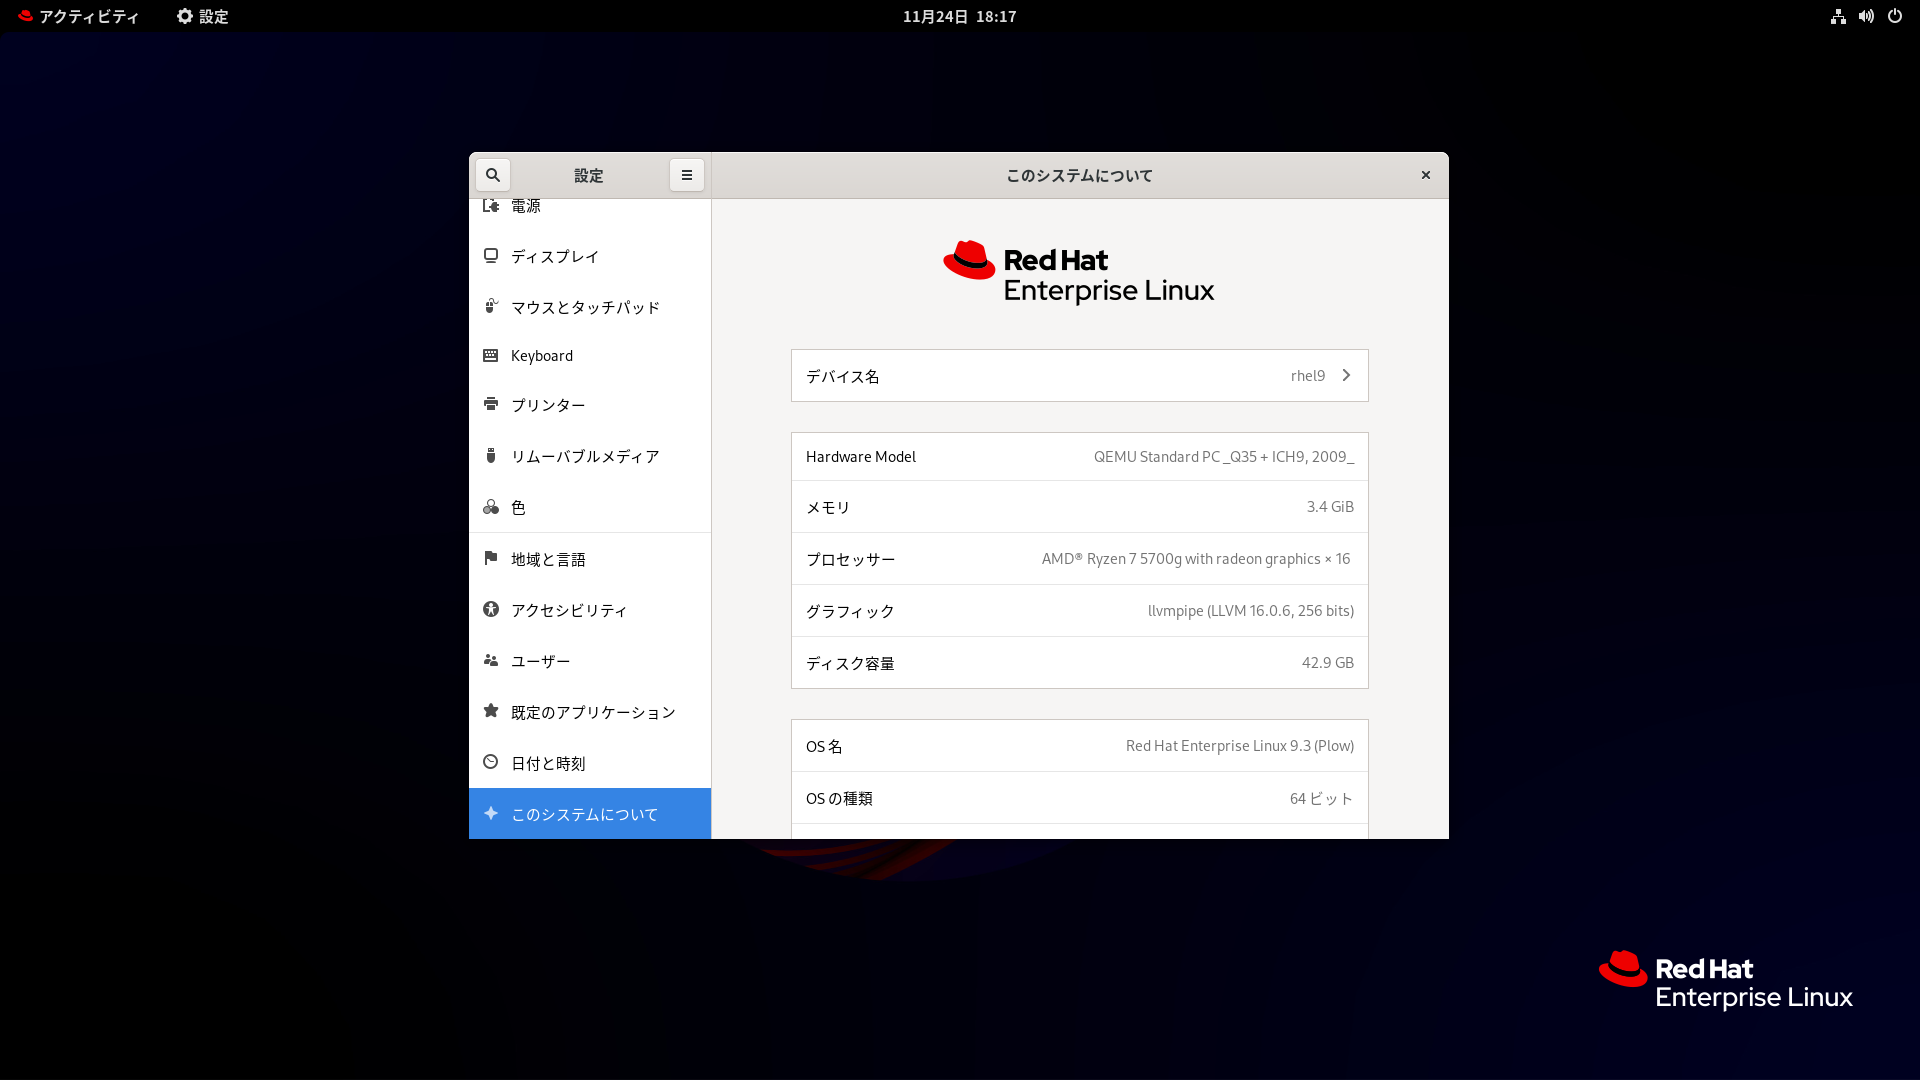 アクティビティ
設定
11月24日 18:17
設定
このシステムについて
電源
ディスプレイ
マウスとタッチパッド
Keyboard
プリンター
リムーバブルメディア
色
地域と言語
アクセシビリティ
ユーザー
既定のアプリケーション
日付と時刻
このシステムについて
Red Hat
Enterprise Linux
デバイス名 rhel9
Hardware Model QEMU Standard PC _Q35 + ICH9, 2009_
メモリ 3.4 GiB
プロセッサー AMD® Ryzen 7 5700g with radeon graphics × 16
グラフィック llvmpipe (LLVM 16.0.6, 256 bits)
ディスク容量 42.9 GB
OS 名 Red Hat Enterprise Linux 9.3 (Plow)
OS の種類 64 ビット
Red Hat
Enterprise Linux